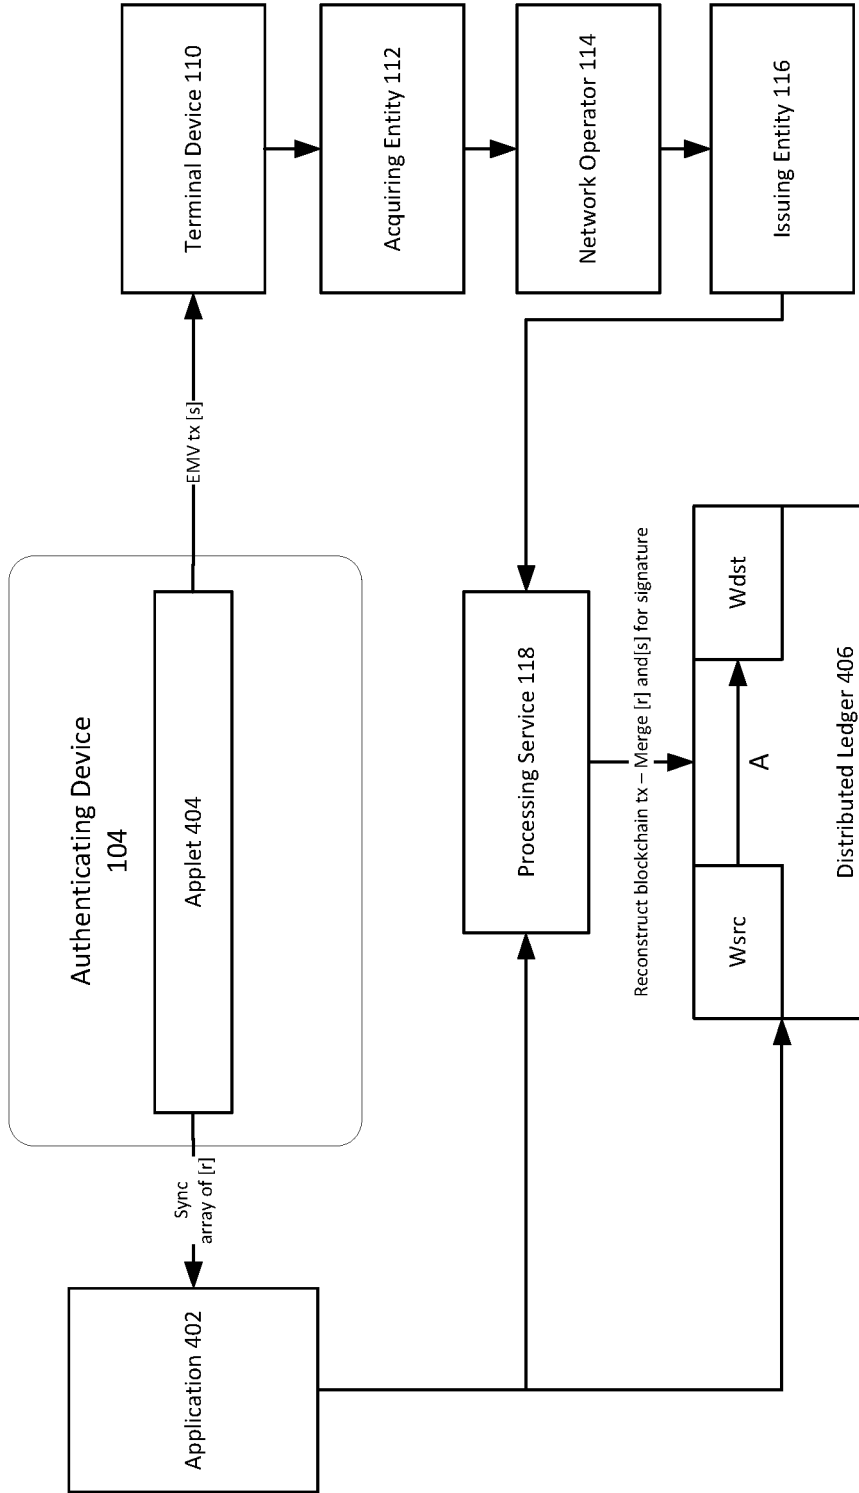 Authenticating Device
104
Applet 404
Application 402
Sync
array of [r]
EMV tx [s]
Terminal Device 110
Acquiring Entity 112
Network Operator 114
Issuing Entity 116
Processing Service 118
Reconstruct blockchain tx – Merge [r] and[s] for signature
Wsrc
A
Wdst
Distributed Ledger 406